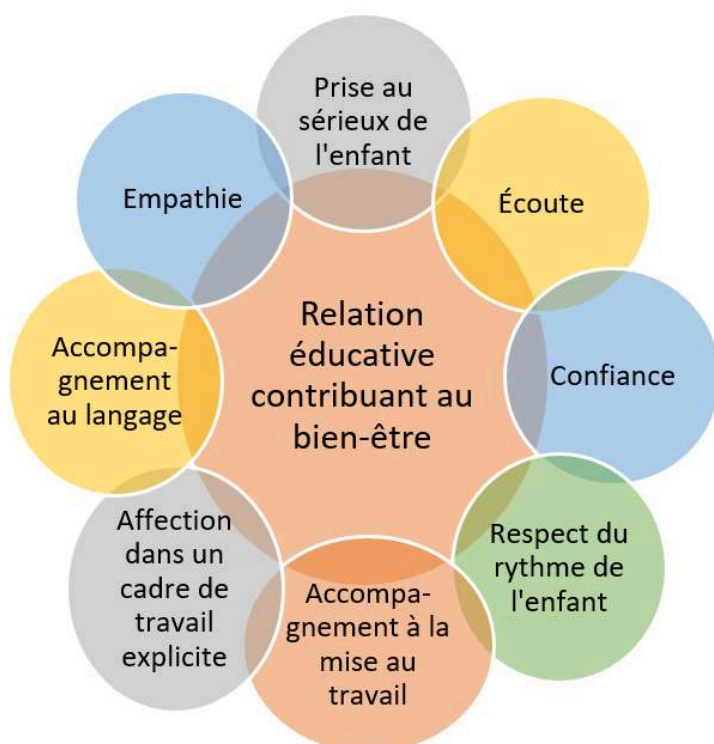 Prise au
sérieux de
l'enfant
Écoute
Confiance
Respect du
rythme de
l'enfant
Accompa-
gnement à la
mise au
travail
Affection
dans un
cadre de
travail
explicite
Accompa-
gnement
au langage
Empathie
Relation
éducative
contribuant au
bien-être